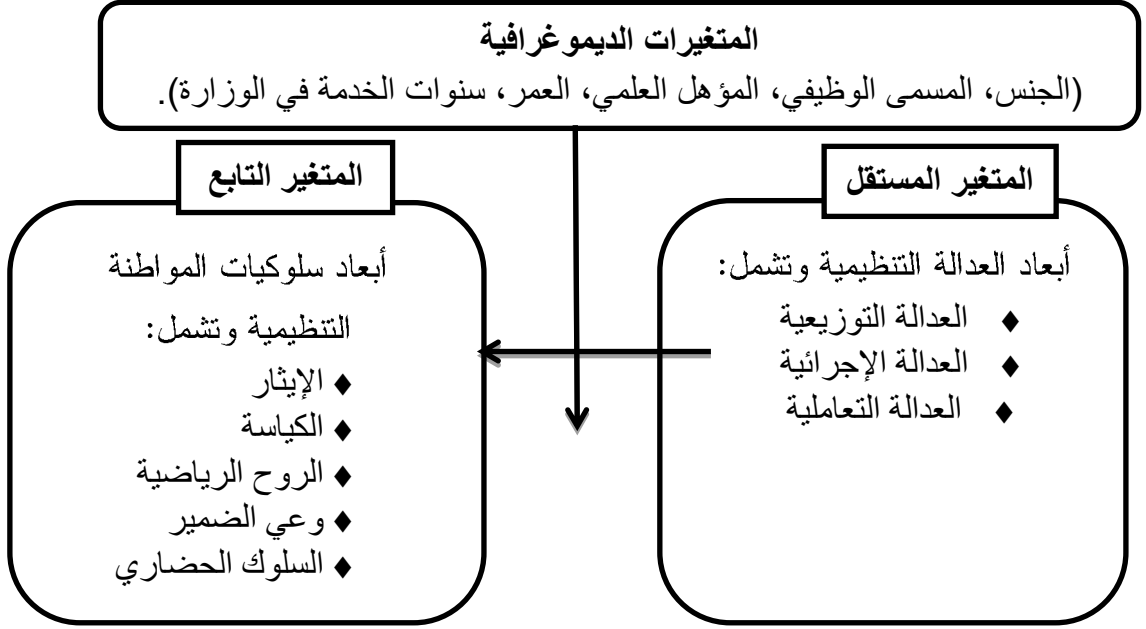 المتغيرات الديموغرافية
(الجنس، المسمى الوظيفي، المؤهل العلمي، العمر، سنوات الخدمة في الوزارة).
المتغير المستقل
أبعاد العدالة التنظيمية وتشمل:
♦ العدالة التوزيعية
♦ العدالة الإجرائية
♦ العدالة التعاملية
المتغير التابع
أبعاد سلوكيات المواطنة
التنظيمية وتشمل:
♦ الإيثار
♦ الكياسة
♦ الروح الرياضية
♦ وعي الضمير
♦ السلوك الحضاري